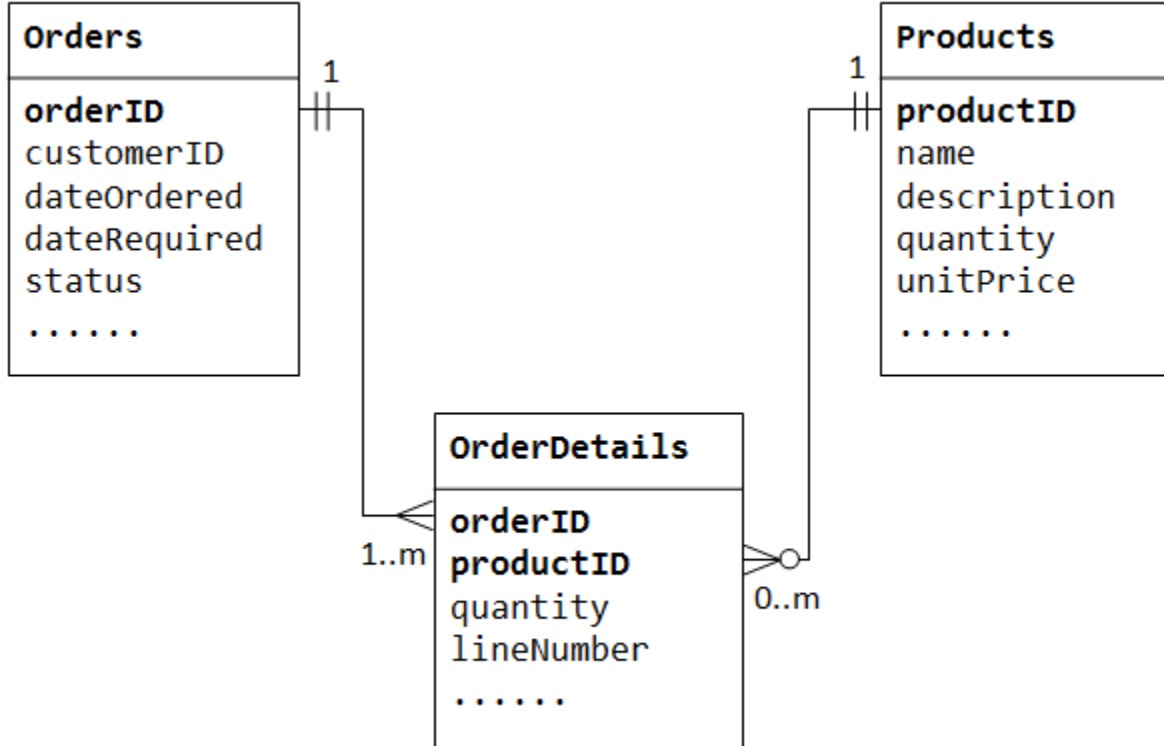 Orders
orderID
customerID
dateOrdered
dateRequired
status
......
1
1
Products
productID
name
description
quantity
unitPrice
......
OrderDetails
orderID
productID
quantity
lineNumber
......
1..m
0..m